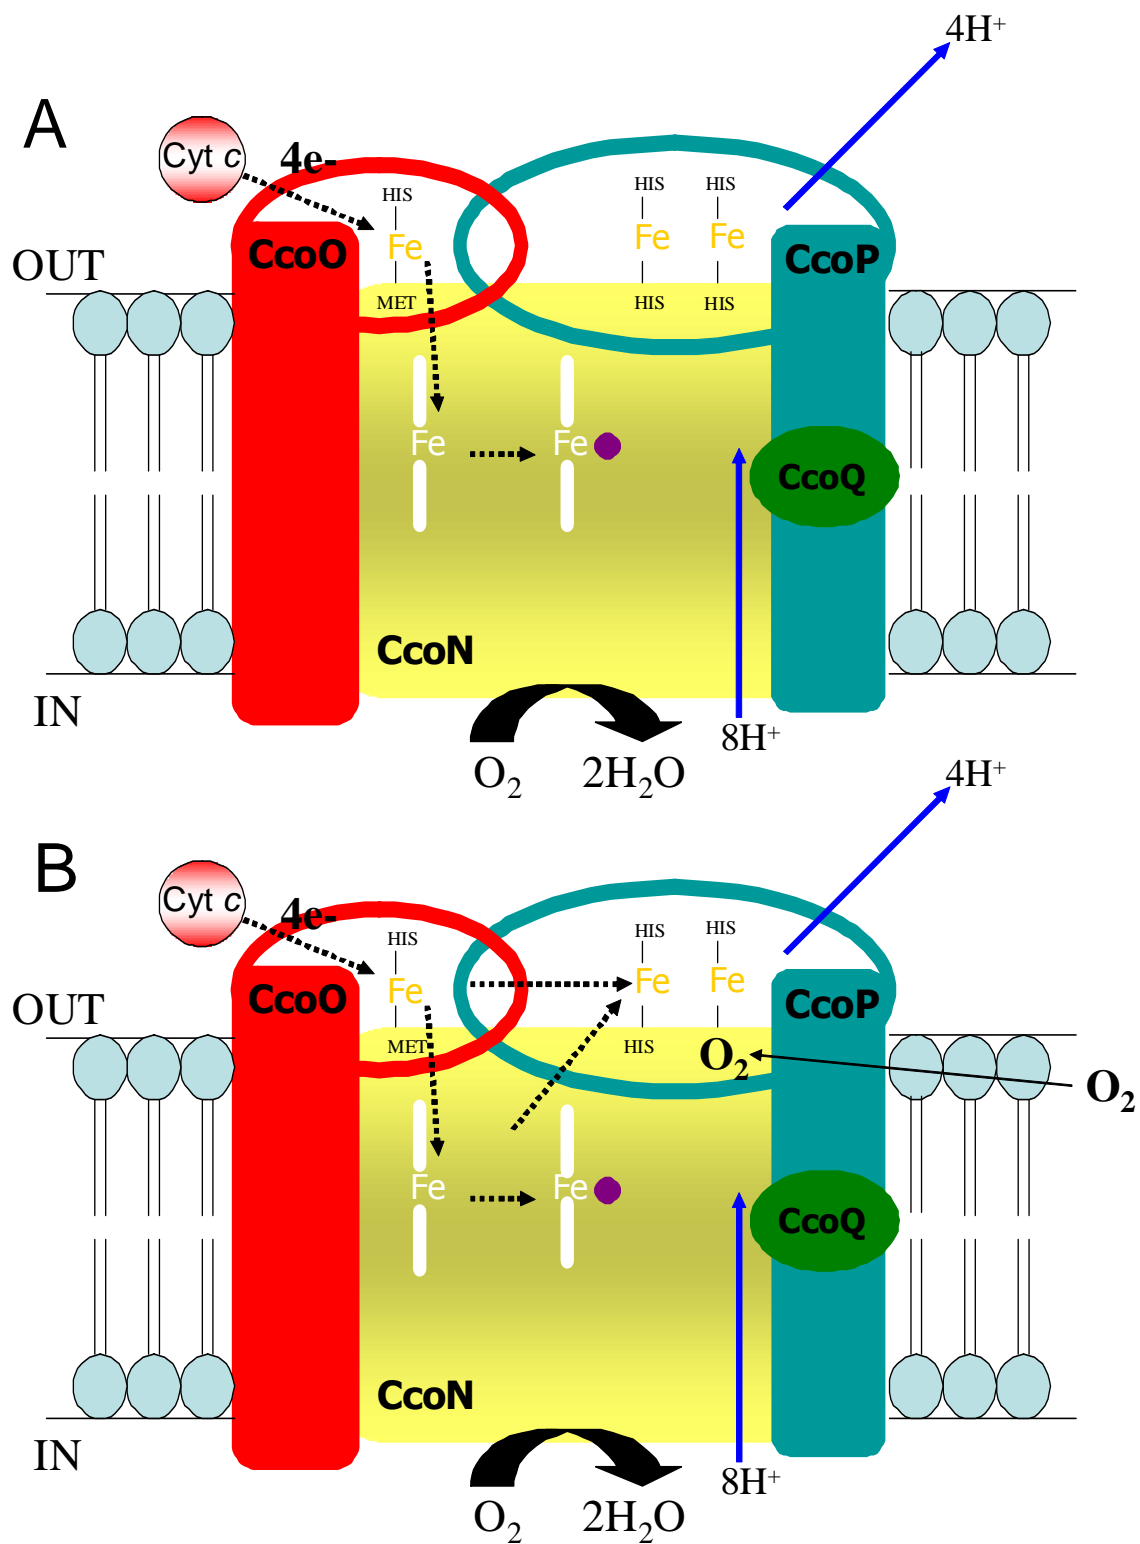 4H⁺
A
Cyt c
4e-
HIS
HIS
HIS
Fe
Fe
Fe
CcoO
CcoP
OUT
MET
HIS
HIS
Fe
Fe
CcoQ
CcoN
IN
8H⁺
O₂
2H₂O
4H⁺
B
Cyt c
4e-
HIS
HIS
HIS
Fe
Fe
Fe
CcoO
CcoP
OUT
MET
HIS
O₂
O₂
Fe
Fe
CcoQ
CcoN
IN
8H⁺
O₂
2H₂O